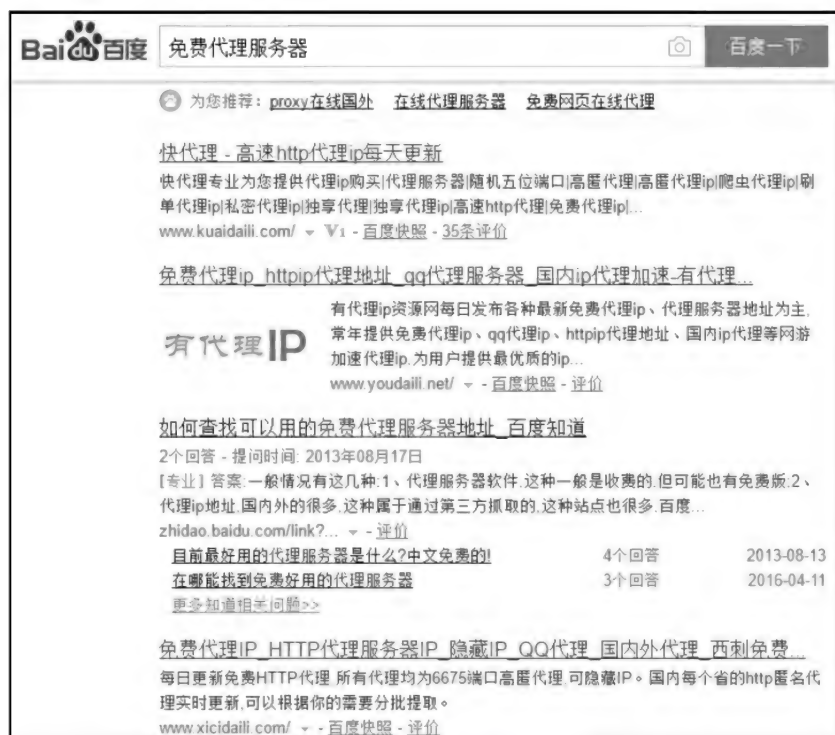 Bai du 百度 免费代理服务器 百度一下
为您推荐： proxy在线国外 在线代理服务器 免费网页在线代理
快代理 - 高速http代理ip每天更新
快代理专业为您提供代理ip购买|代理服务器|随机五位端口|高匿代理|高匿代理ip|爬虫代理ip|刷
单代理ip|私密代理ip|独享代理|独享代理ip|高速http代理|免费代理ip|...
www.kuaidaili.com/ V1 - 百度快照 - 35条评价
免费代理ip_httpip代理地址_qq代理服务器_国内ip代理加速-有代理...
有代理IP
有代理ip资源网每日发布各种最新免费代理ip、代理服务器地址为主,
常年提供免费代理ip、qq代理ip、httpip代理地址、国内ip代理等网游
加速代理ip.为用户提供最优质的ip...
www.youdaili.net/ - 百度快照 - 评价
如何查找可以用的免费代理服务器地址_百度知道
2个回答 - 提问时间: 2013年08月17日
[专业] 答案:一般情况有这几种:1、代理服务器软件.这种一般是收费的.但可能也有免费版.2、
代理ip地址,国内外的很多.这种属于通过第三方抓取的,这种站点也很多.百度...
zhidao.baidu.com/link?... - 评价
目前最好用的代理服务器是什么?中文免费的! 4个回答 2013-08-13
在哪能找到免费好用的代理服务器 3个回答 2016-04-11
更多知道相关问题>>
免费代理IP_HTTP代理服务器IP_隐藏IP_QQ代理_国内外代理_西刺免费...
每日更新免费HTTP代理.所有代理均为6675端口高匿代理,可隐藏IP。国内每个省的http匿名代
理实时更新,可以根据你的需要分批提取。
www.xicidaili.com/ - 百度快照 - 评价